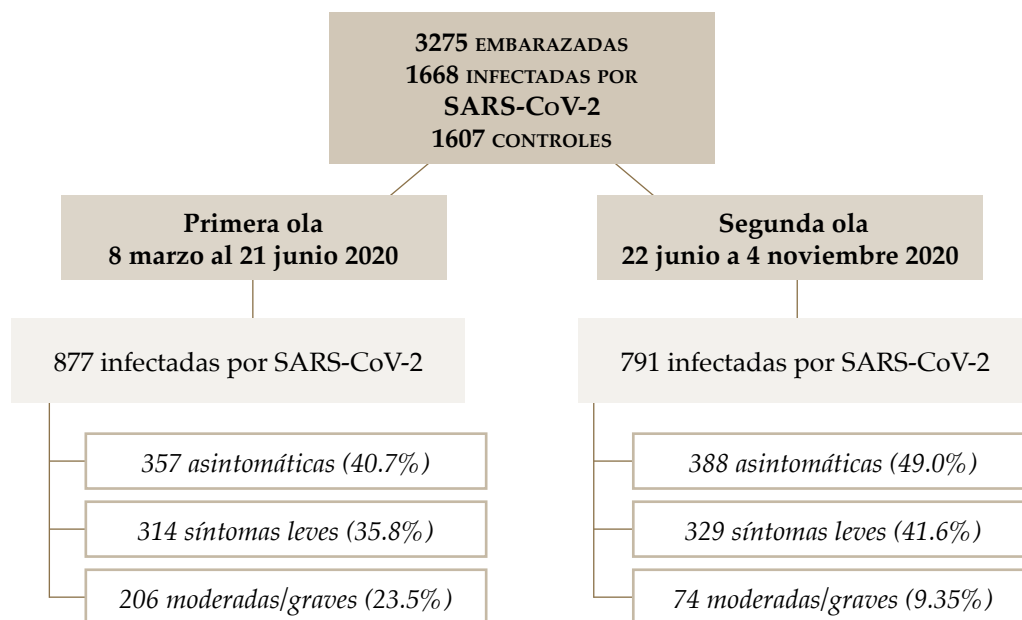 3275 EMBARAZADAS
1668 INFECTADAS POR
SARS-CoV-2
1607 CONTROLES
Primera ola
8 marzo al 21 junio 2020
Segunda ola
22 junio a 4 noviembre 2020
877 infectadas por SARS-CoV-2
791 infectadas por SARS-CoV-2
357 asintomáticas (40.7%)
314 síntomas leves (35.8%)
206 moderadas/graves (23.5%)
388 asintomáticas (49.0%)
329 síntomas leves (41.6%)
74 moderadas/graves (9.35%)